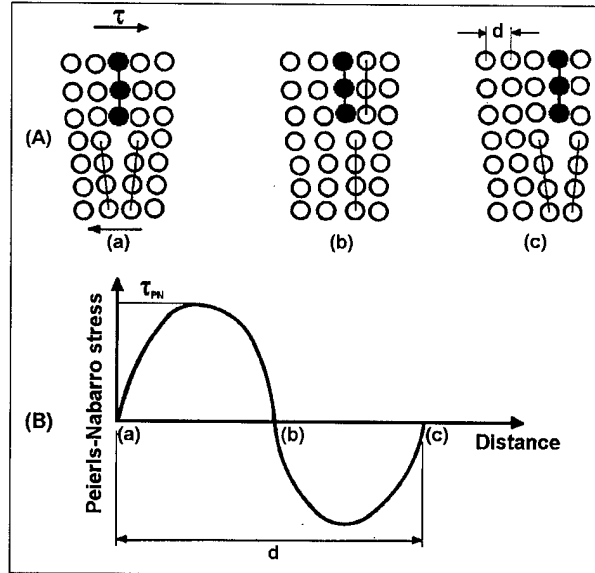 τ
d
(A)
(a)
(b)
(c)
τPN
Peierls-Nabarro stress
(B)
(a)
(b)
(c)
Distance
d